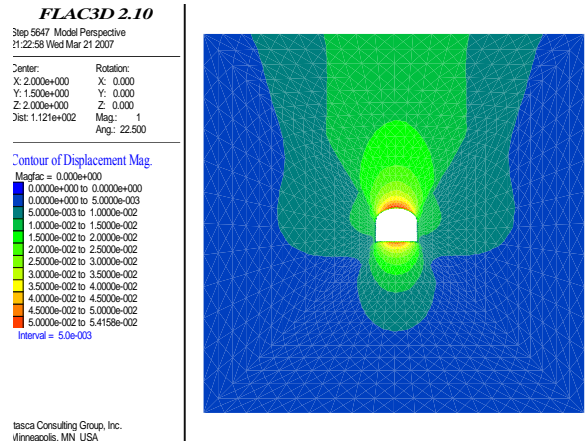 FLAC3D 2.10
Step 5647 Model Perspective
21:22:58 Wed Mar 21 2007
Center:
X: 2.000e+000
Y: 1.500e+000
Z: 2.000e+000
Dist: 1.121e+002
Rotation:
X: 0.000
Y: 0.000
Z: 0.000
Mag.: 1
Ang.: 22.500
Contour of Displacement Mag.
Magfac = 0.000e+000
0.0000e+000 to 0.0000e+000
0.0000e+000 to 5.0000e-003
5.0000e-003 to 1.0000e-002
1.0000e-002 to 1.5000e-002
1.5000e-002 to 2.0000e-002
2.0000e-002 to 2.5000e-002
2.5000e-002 to 3.0000e-002
3.0000e-002 to 3.5000e-002
3.5000e-002 to 4.0000e-002
4.0000e-002 to 4.5000e-002
4.5000e-002 to 5.0000e-002
5.0000e-002 to 5.4158e-002
Interval = 5.0e-003
tasca Consulting Group, Inc.
Minneapolis, MN USA